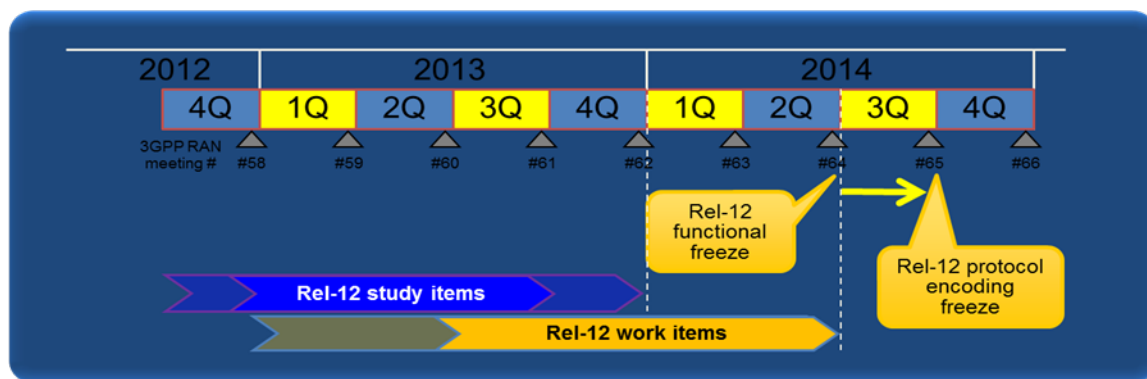 2012 2013 2014
4Q 1Q 2Q 3Q 4Q 1Q 2Q 3Q 4Q
3GPP RAN
meeting # #58 #59 #60 #61 #62 #63 #64 #65 #66
Rel-12
functional
freeze
Rel-12 protocol
encoding
freeze
Rel-12 study items
Rel-12 work items